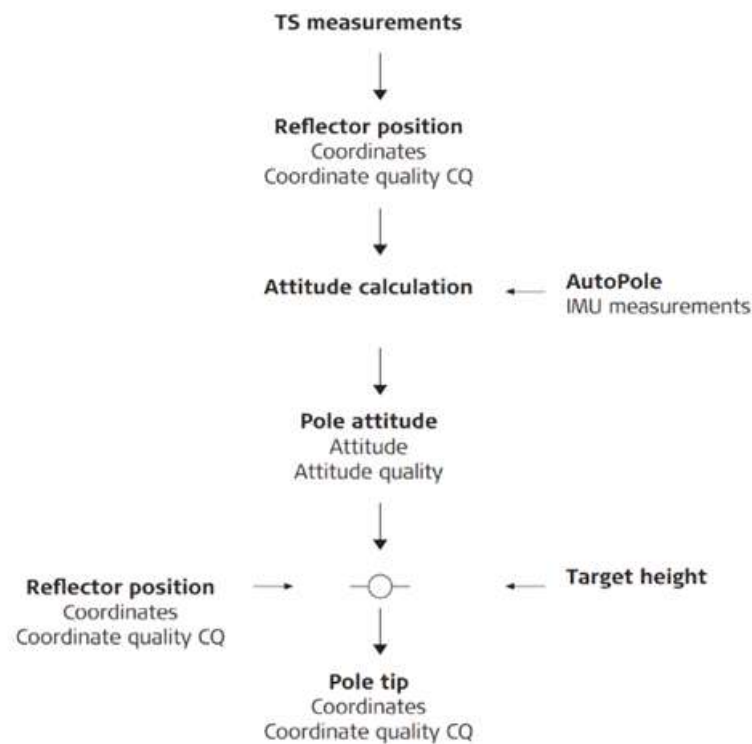 TS measurements
Reflector position
Coordinates
Coordinate quality CQ
Attitude calculation
AutoPole
IMU measurements
Pole attitude
Attitude
Attitude quality
Reflector position
Coordinates
Coordinate quality CQ
Target height
Pole tip
Coordinates
Coordinate quality CQ